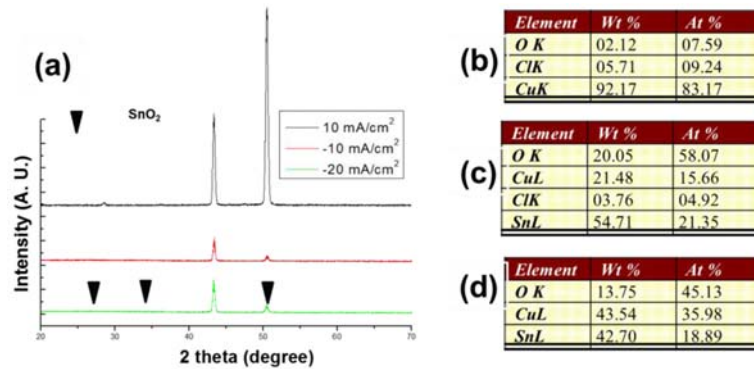 (a)
SnO₂
10 mA/cm²
-10 mA/cm²
-20 mA/cm²
Intensity (A. U.)
20 30 40 50 60 70
2 theta (degree)
(b)
Element Wt % At %
O K 02.12 07.59
ClK 05.71 09.24
CuK 92.17 83.17
(c)
Element Wt % At %
O K 20.05 58.07
CuL 21.48 15.66
ClK 03.76 04.92
SnL 54.71 21.35
(d)
Element Wt % At %
O K 13.75 45.13
CuL 43.54 35.98
SnL 42.70 18.89